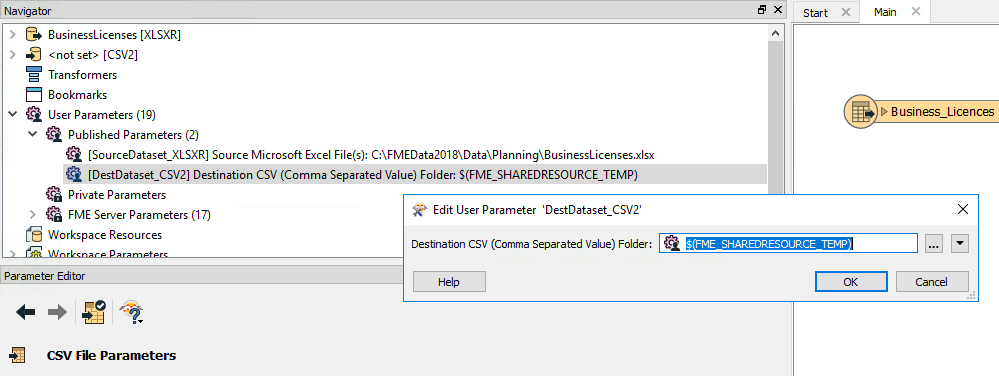 Navigator
Start
Main
BusinessLicenses [XLSXR]
<not set> [CSV2]
Transformers
Bookmarks
User Parameters (19)
Published Parameters (2)
[SourceDataset_XLSXR] Source Microsoft Excel File(s): C:\FMEData2018\Data\Planning\BusinessLicenses.xlsx
[DestDataset_CSV2] Destination CSV (Comma Separated Value) Folder: $(FME_SHAREDRESOURCE_TEMP)
Private Parameters
FME Server Parameters (17)
Workspace Resources
Workspace Parameters
Business_Licences
Edit User Parameter 'DestDataset_CSV2'
Destination CSV (Comma Separated Value) Folder: $(FME_SHAREDRESOURCE_TEMP) ...
Help
OK
Cancel
Parameter Editor
CSV File Parameters